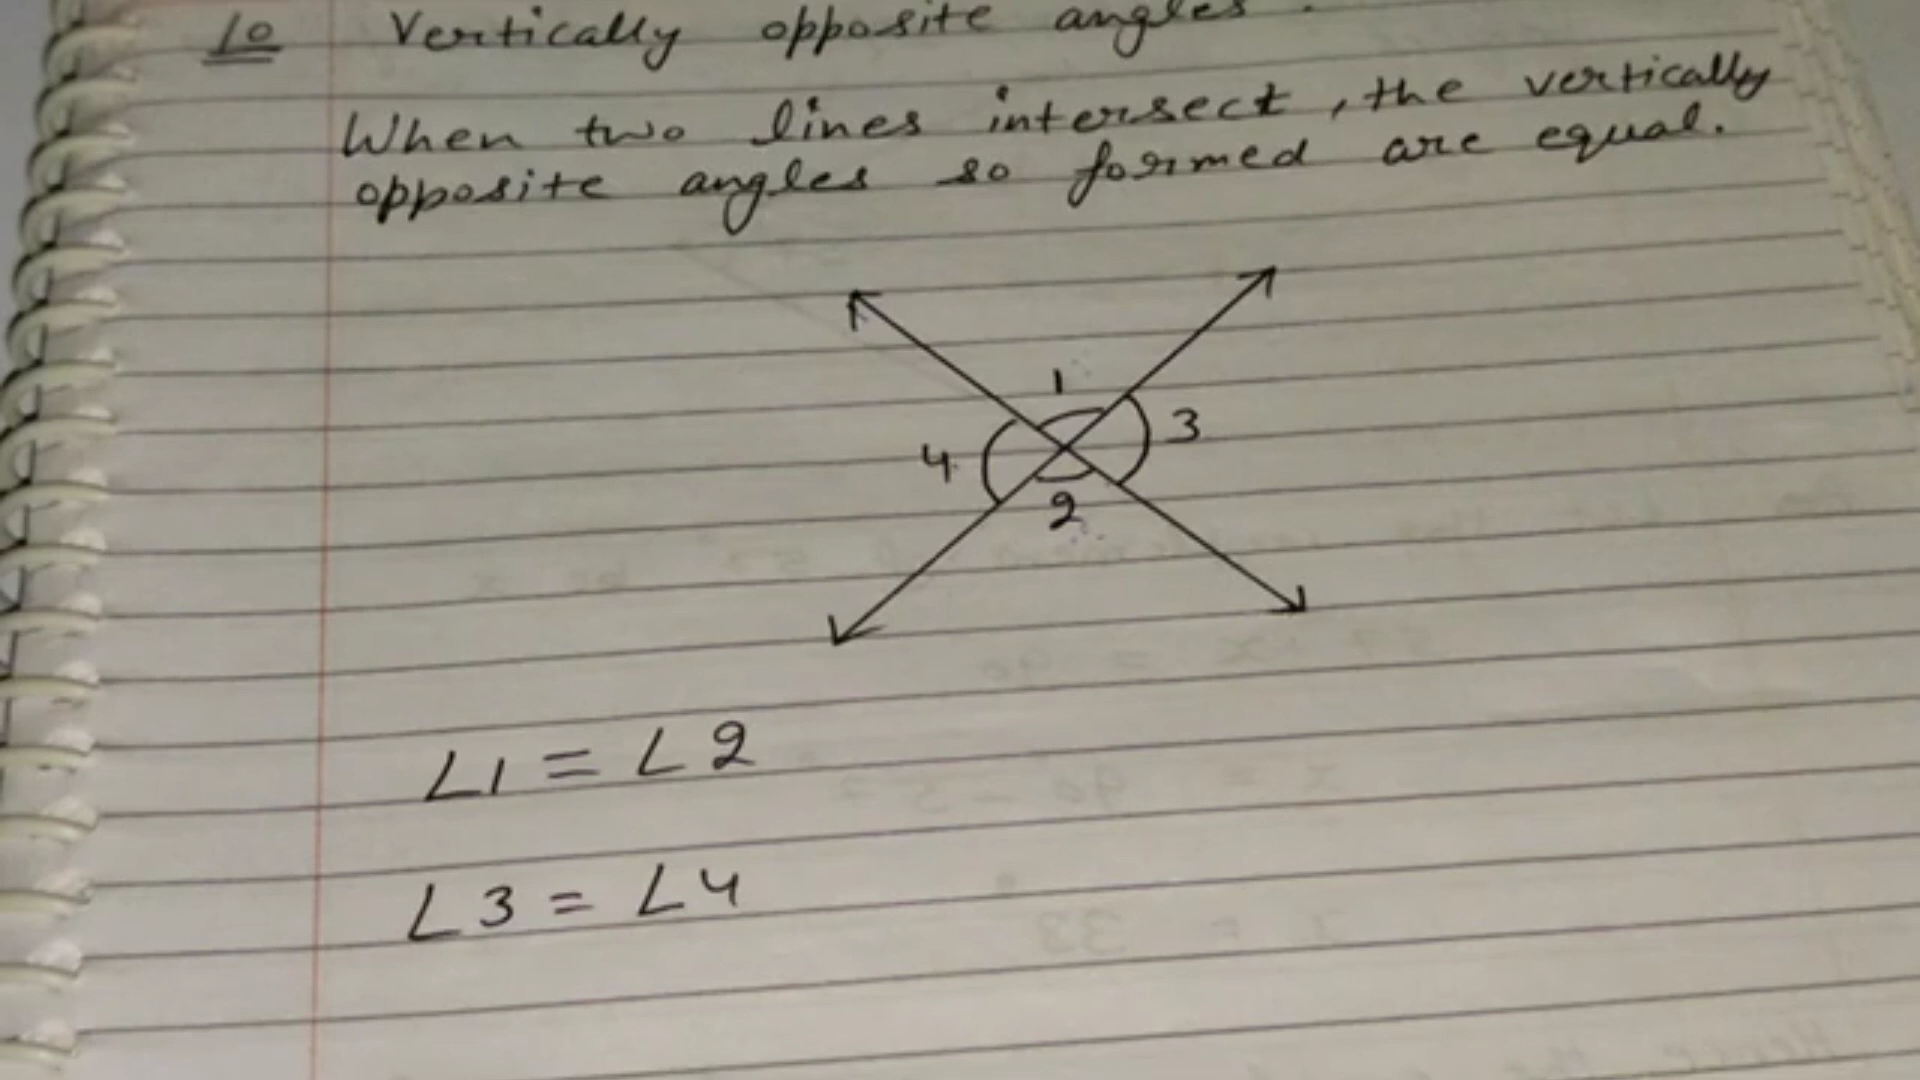 10 Vertically opposite angles.
When two lines intersect, the vertically
opposite angles so formed are equal.
1
3
4
2
∠1 = ∠2
∠3 = ∠4